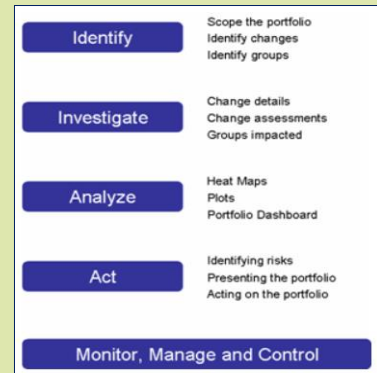 Identify
Scope the portfolio
Identify changes
Identify groups
Investigate
Change details
Change assessments
Groups impacted
Analyze
Heat Maps
Plots
Portfolio Dashboard
Act
Identifying risks
Presenting the portfolio
Acting on the portfolio
Monitor, Manage and Control